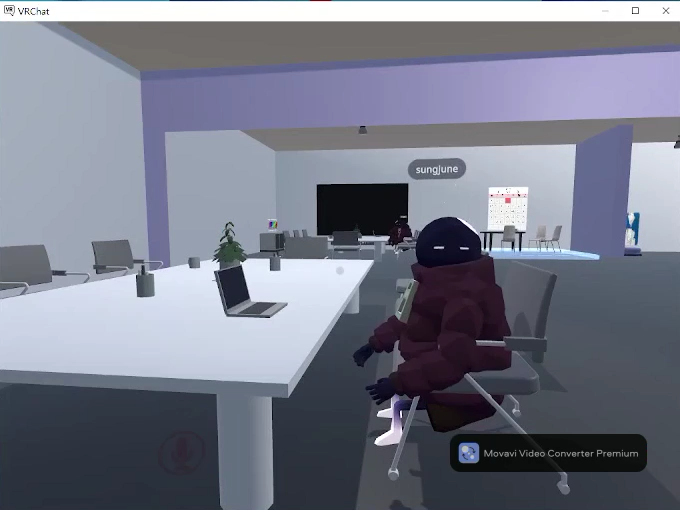 VRChat
sungjune
Movavi Video Converter Premium